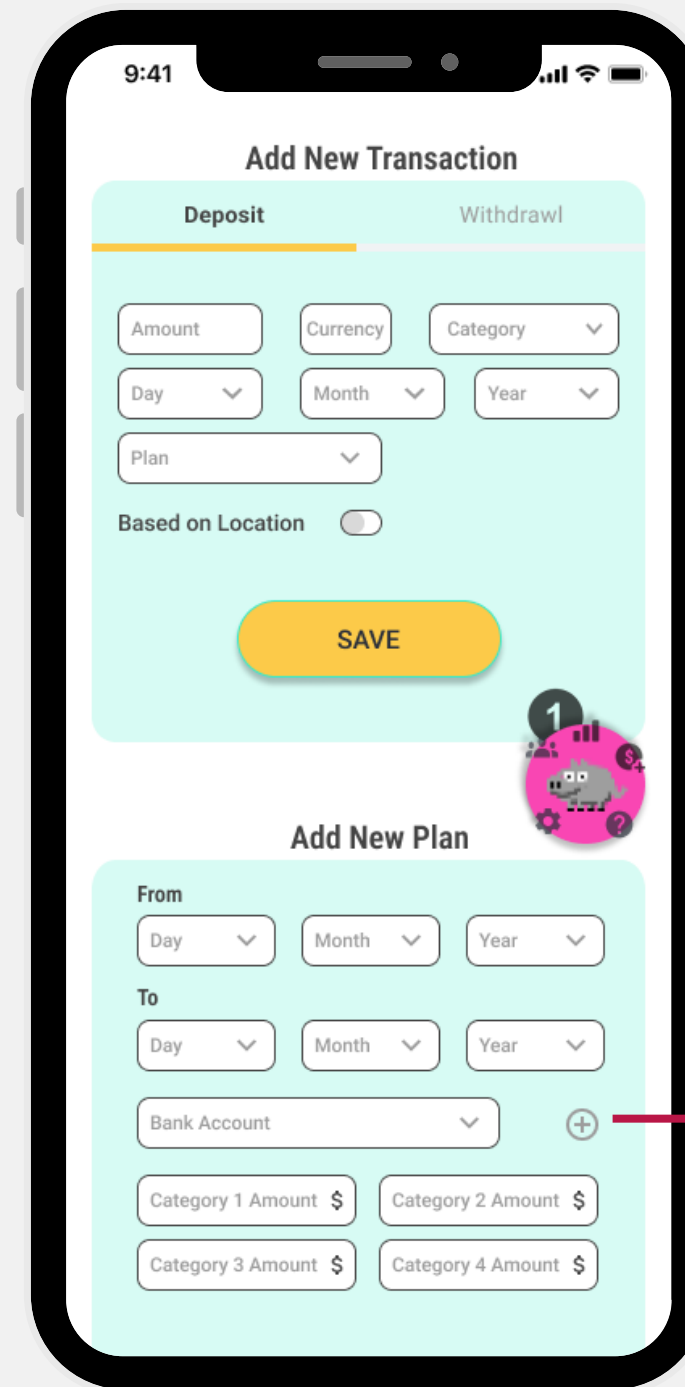 9:41
Add New Transaction
Deposit Withdrawl
Amount Currency Category
Day Month Year
Plan
Based on Location
SAVE
1
$ ?
Add New Plan
From
Day Month Year
To
Day Month Year
Bank Account
Category 1 Amount $ Category 2 Amount $
Category 3 Amount $ Category 4 Amount $